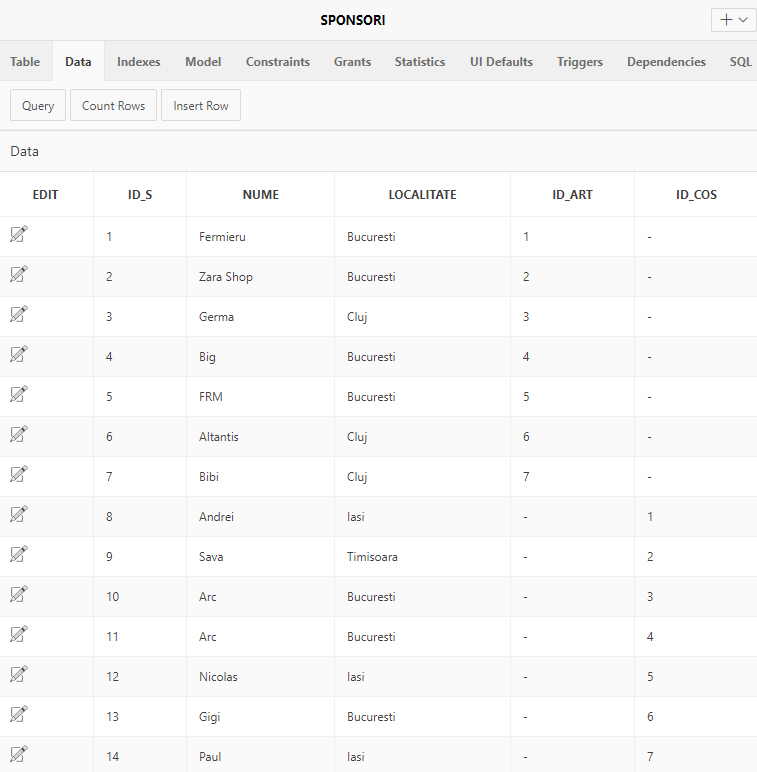 SPONSORI
Table Data Indexes Model Constraints Grants Statistics UI Defaults Triggers Dependencies SQL
Query Count Rows Insert Row
Data
EDIT ID_S NUME LOCALITATE ID_ART ID_COS
1 Fermieru Bucuresti 1 -
2 Zara Shop Bucuresti 2 -
3 Germa Cluj 3 -
4 Big Bucuresti 4 -
5 FRM Bucuresti 5 -
6 Altantis Cluj 6 -
7 Bibi Cluj 7 -
8 Andrei Iasi - 1
9 Sava Timisoara - 2
10 Arc Bucuresti - 3
11 Arc Bucuresti - 4
12 Nicolas Iasi - 5
13 Gigi Bucuresti - 6
14 Paul Iasi - 7